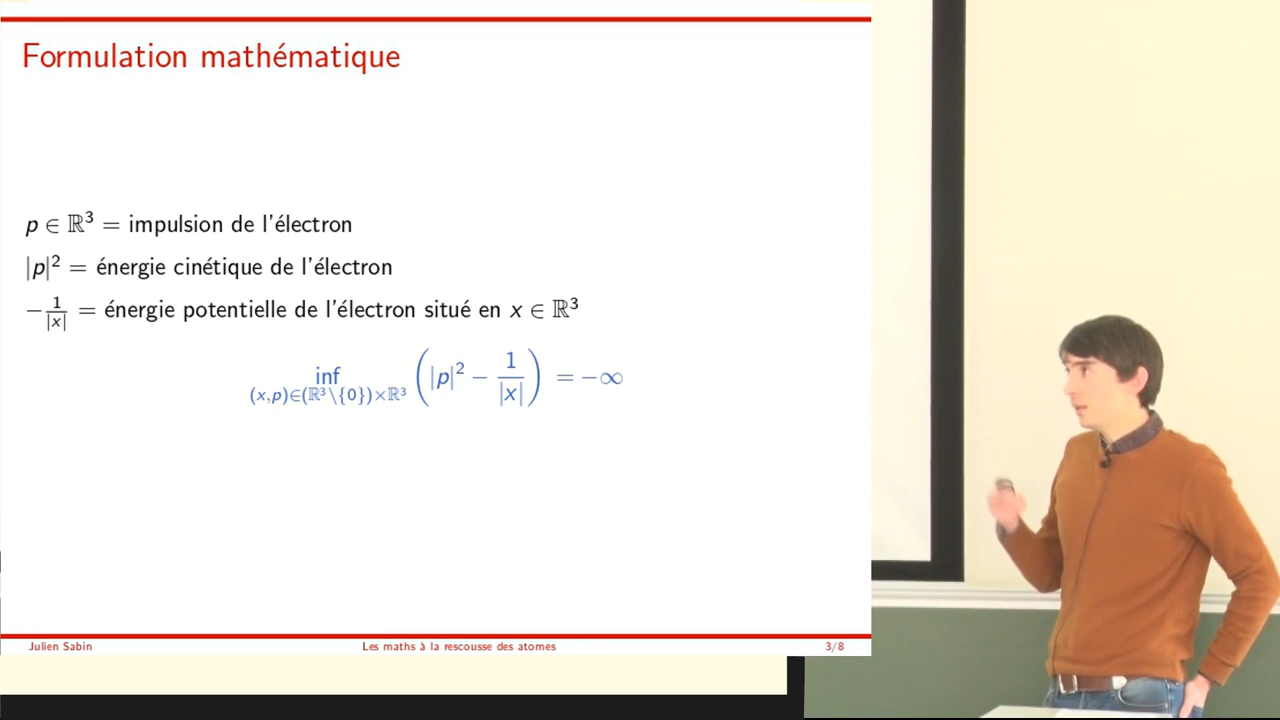 Formulation mathématique
p ∈ ℝ³ = impulsion de l'électron
|p|² = énergie cinétique de l'électron
−1/|x| = énergie potentielle de l'électron situé en x ∈ ℝ³
inf_{(x,p)∈(ℝ³\{0})×ℝ³} ( |p|² − 1/|x| ) = −∞
Julien Sabin Les maths à la rescousse des atomes 3/8